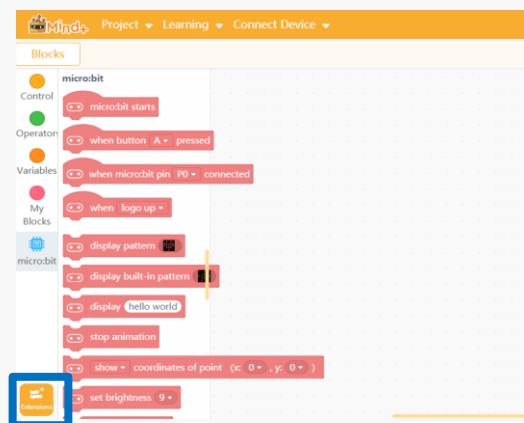 Mind+ Project Learning Connect Device
Blocks
micro:bit
Control
micro:bit starts
Operators
when button A pressed
Variables
when micro:bit pin P0 connected
My
Blocks
when logo up
micro:bit
display pattern
display built-in pattern
display hello world
stop animation
show coordinates of point (x: 0 , y: 0 )
Extensions
set brightness 9